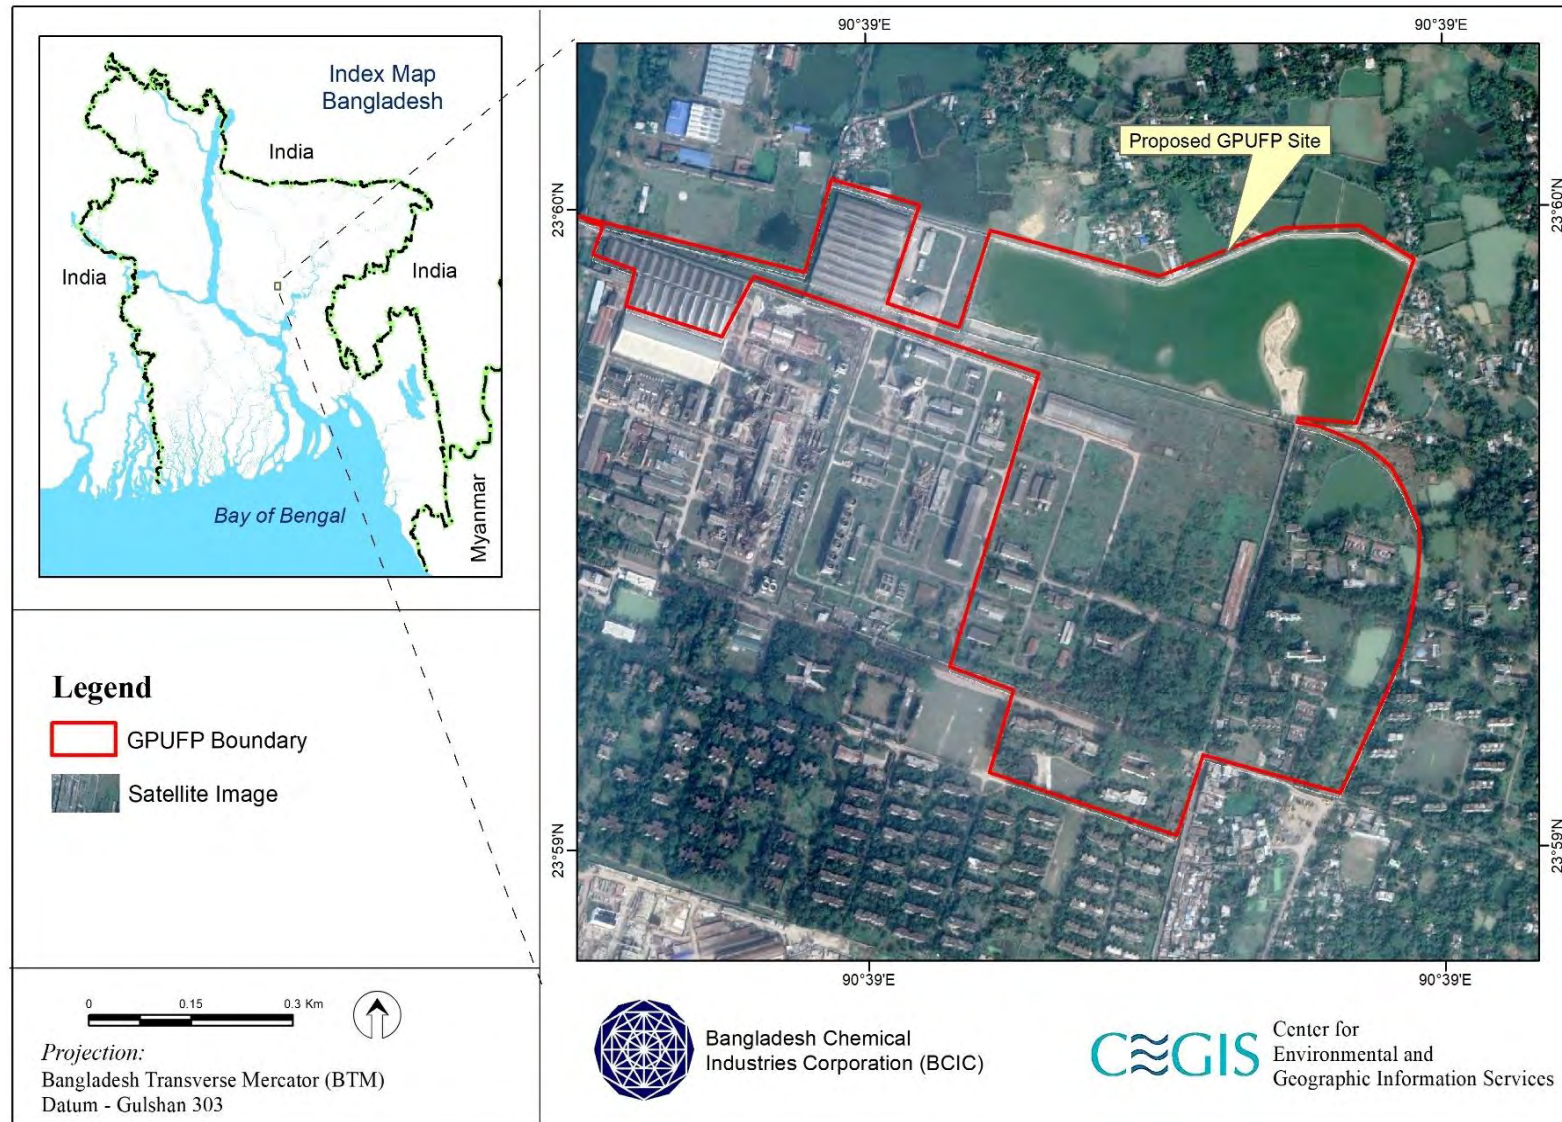 Index Map
Bangladesh
India
India
India
Myanmar
Bay of Bengal
Legend
GPUFP Boundary
Satellite Image
0 0.15 0.3 Km
Projection:
Bangladesh Transverse Mercator (BTM)
Datum - Gulshan 303
90°39'E 90°39'E
Proposed GPUFP Site
23°60'N 23°60'N
23°59'N 23°59'N
90°39'E 90°39'E
Bangladesh Chemical
Industries Corporation (BCIC)
CEGIS
Center for
Environmental and
Geographic Information Services